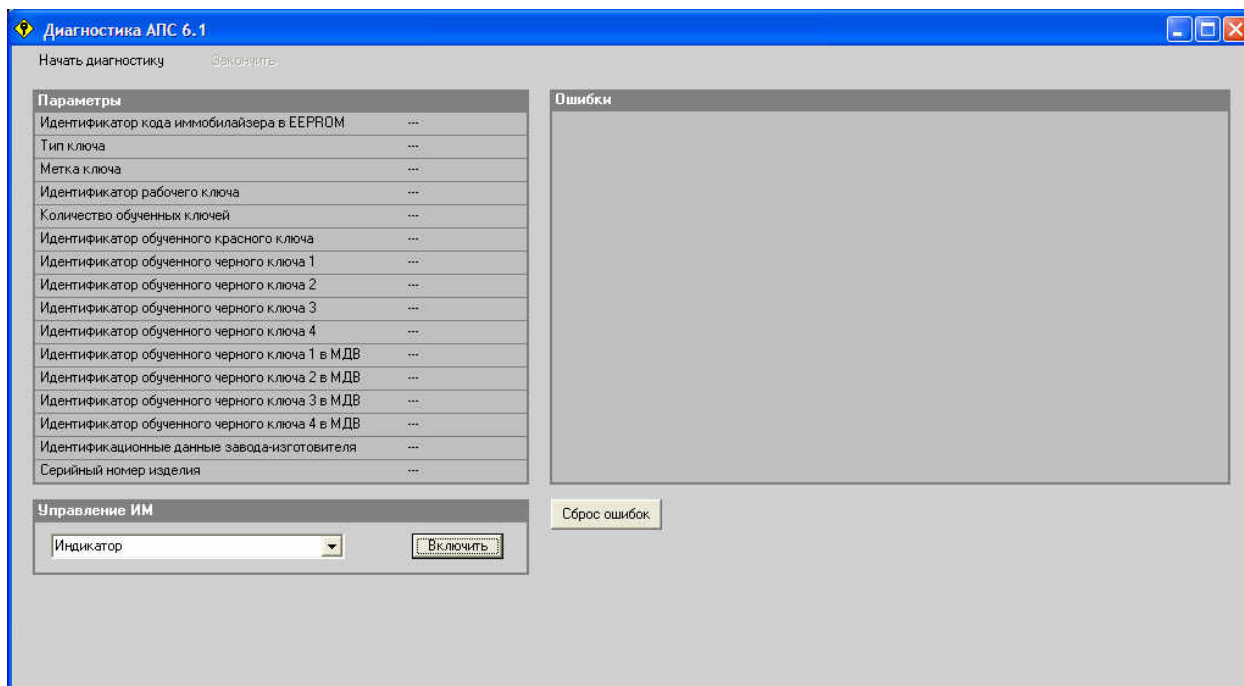 Диагностика АПС 6.1
Начать диагностику Закончить
Параметры
Идентификатор кода иммобилайзера в EEPROM ---
Тип ключа ---
Метка ключа ---
Идентификатор рабочего ключа ---
Количество обученных ключей ---
Идентификатор обученного красного ключа ---
Идентификатор обученного черного ключа 1 ---
Идентификатор обученного черного ключа 2 ---
Идентификатор обученного черного ключа 3 ---
Идентификатор обученного черного ключа 4 ---
Идентификатор обученного черного ключа 1 в МДВ ---
Идентификатор обученного черного ключа 2 в МДВ ---
Идентификатор обученного черного ключа 3 в МДВ ---
Идентификатор обученного черного ключа 4 в МДВ ---
Идентификационные данные завода-изготовителя ---
Серийный номер изделия ---
Ошибки
Управление ИМ
Индикатор Включить
Сброс ошибок